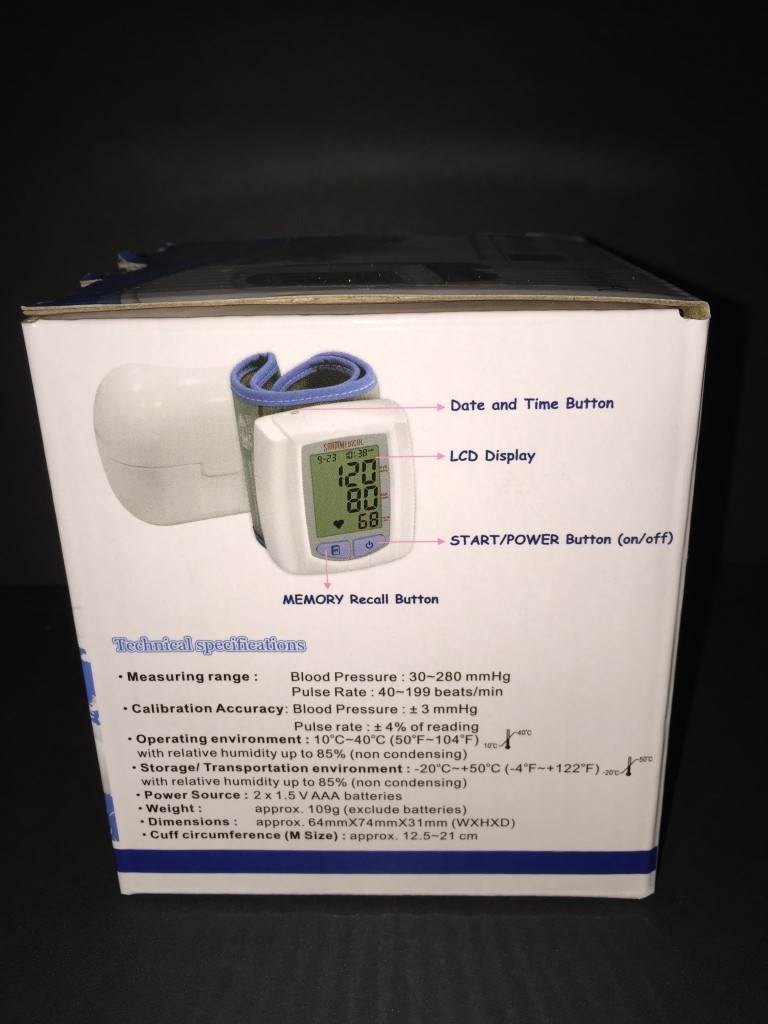 Date and Time Button
LCD Display
9-23 10:38
120
80
68
START/POWER Button (on/off)
MEMORY Recall Button
Technical specifications
• Measuring range : Blood Pressure : 30~280 mmHg
Pulse Rate : 40~199 beats/min
• Calibration Accuracy: Blood Pressure : ± 3 mmHg
Pulse rate : ± 4% of reading
• Operating environment : 10°C~40°C (50°F~104°F) 10°C 40°C
with relative humidity up to 85% (non condensing)
• Storage/ Transportation environment : -20°C~+50°C (-4°F~+122°F) -20°C 50°C
with relative humidity up to 85% (non condensing)
• Power Source : 2 x 1.5 V AAA batteries
• Weight : approx. 109g (exclude batteries)
• Dimensions : approx. 64mmX74mmX31mm (WXHXD)
• Cuff circumference (M Size) : approx. 12.5~21 cm